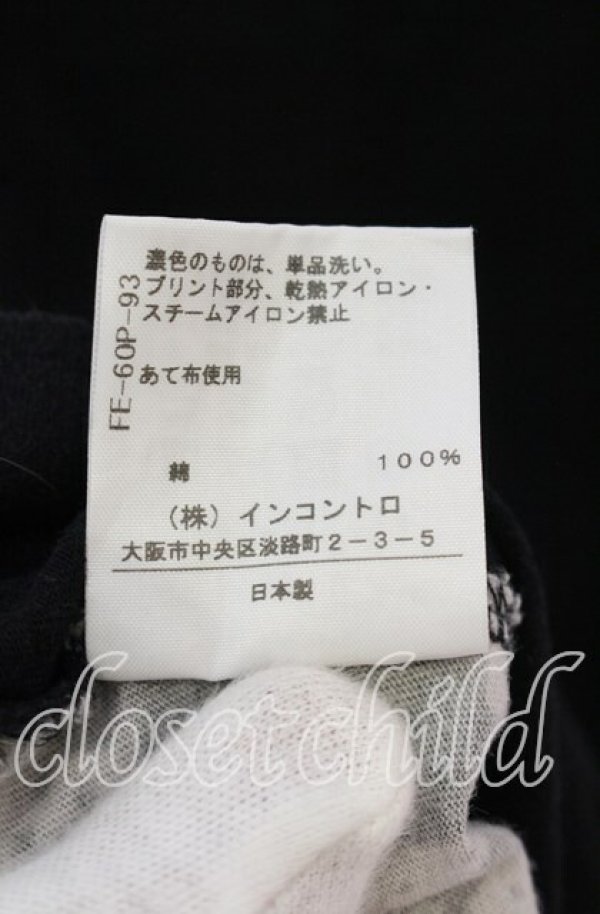 濃色のものは、単品洗い。
プリント部分、乾熱アイロン・
スチームアイロン禁止
FE-60P-93
あて布使用
綿 100%
(株)インコントロ
大阪市中央区淡路町2-3-5
日本製
closet child